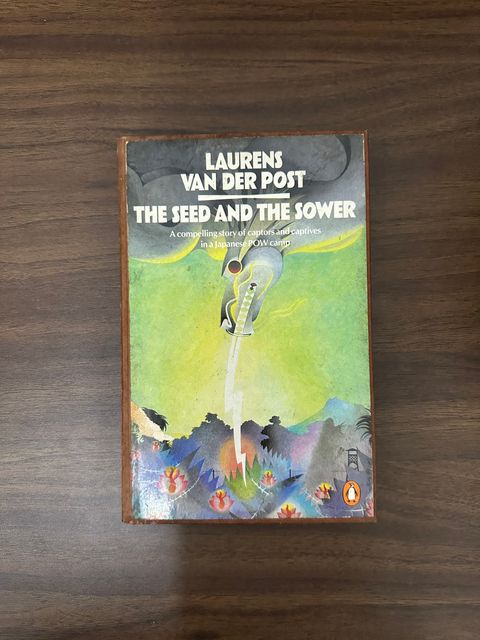 LAURENS
VAN DER POST
THE SEED AND THE SOWER
A compelling story of captors and captives
in a Japanese POW camp